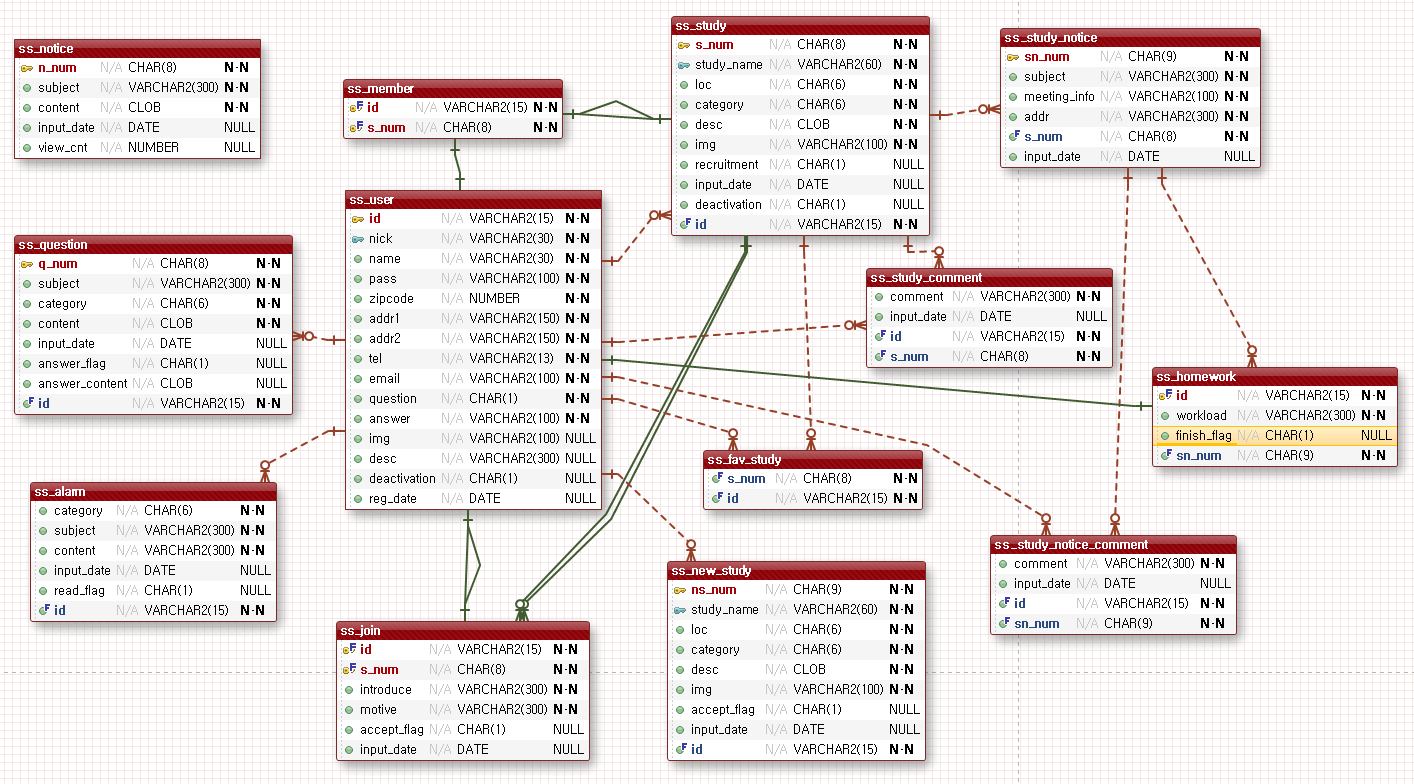 ss_notice
n_num N/A CHAR(8) N-N
subject N/A VARCHAR2(300) N-N
content N/A CLOB N-N
input_date N/A DATE NULL
view_cnt N/A NUMBER NULL
ss_member
id N/A VARCHAR2(15) N-N
s_num N/A CHAR(8) N-N
ss_study
s_num N/A CHAR(8) N-N
study_name N/A VARCHAR2(60) N-N
loc N/A CHAR(6) N-N
category N/A CHAR(6) N-N
desc N/A CLOB N-N
img N/A VARCHAR2(100) N-N
recruitment N/A CHAR(1) NULL
input_date N/A DATE NULL
deactivation N/A CHAR(1) NULL
id N/A VARCHAR2(15) N-N
ss_study_notice
sn_num N/A CHAR(9) N-N
subject N/A VARCHAR2(300) N-N
meeting_info N/A VARCHAR2(100) N-N
addr N/A VARCHAR2(300) N-N
s_num N/A CHAR(8) N-N
input_date N/A DATE NULL
ss_user
id N/A VARCHAR2(15) N-N
nick N/A VARCHAR2(30) N-N
name N/A VARCHAR2(30) N-N
pass N/A VARCHAR2(100) N-N
zipcode N/A NUMBER N-N
addr1 N/A VARCHAR2(150) N-N
addr2 N/A VARCHAR2(150) N-N
tel N/A VARCHAR2(13) N-N
email N/A VARCHAR2(100) N-N
question N/A CHAR(1) N-N
answer N/A VARCHAR2(100) N-N
img N/A VARCHAR2(100) NULL
desc N/A VARCHAR2(300) NULL
deactivation N/A CHAR(1) NULL
reg_date N/A DATE NULL
ss_question
q_num N/A CHAR(8) N-N
subject N/A VARCHAR2(300) N-N
category N/A CHAR(6) N-N
content N/A CLOB N-N
input_date N/A DATE NULL
answer_flag N/A CHAR(1) NULL
answer_content N/A CLOB NULL
id N/A VARCHAR2(15) N-N
ss_study_comment
comment N/A VARCHAR2(300) N-N
input_date N/A DATE NULL
id N/A VARCHAR2(15) N-N
s_num N/A CHAR(8) N-N
ss_homework
id N/A VARCHAR2(15) N-N
workload N/A VARCHAR2(300) N-N
finish_flag N/A CHAR(1) NULL
sn_num N/A CHAR(9) N-N
ss_fav_study
s_num N/A CHAR(8) N-N
id N/A VARCHAR2(15) N-N
ss_alarm
category N/A CHAR(6) N-N
subject N/A VARCHAR2(300) N-N
content N/A VARCHAR2(300) N-N
input_date N/A DATE NULL
read_flag N/A CHAR(1) NULL
id N/A VARCHAR2(15) N-N
ss_study_notice_comment
comment N/A VARCHAR2(300) N-N
input_date N/A DATE NULL
id N/A VARCHAR2(15) N-N
sn_num N/A CHAR(9) N-N
ss_new_study
ns_num N/A CHAR(9) N-N
study_name N/A VARCHAR2(60) N-N
loc N/A CHAR(6) N-N
category N/A CHAR(6) N-N
desc N/A CLOB N-N
img N/A VARCHAR2(100) N-N
accept_flag N/A CHAR(1) NULL
input_date N/A DATE NULL
id N/A VARCHAR2(15) N-N
ss_join
id N/A VARCHAR2(15) N-N
s_num N/A CHAR(8) N-N
introduce N/A VARCHAR2(300) N-N
motive N/A VARCHAR2(300) N-N
accept_flag N/A CHAR(1) NULL
input_date N/A DATE NULL